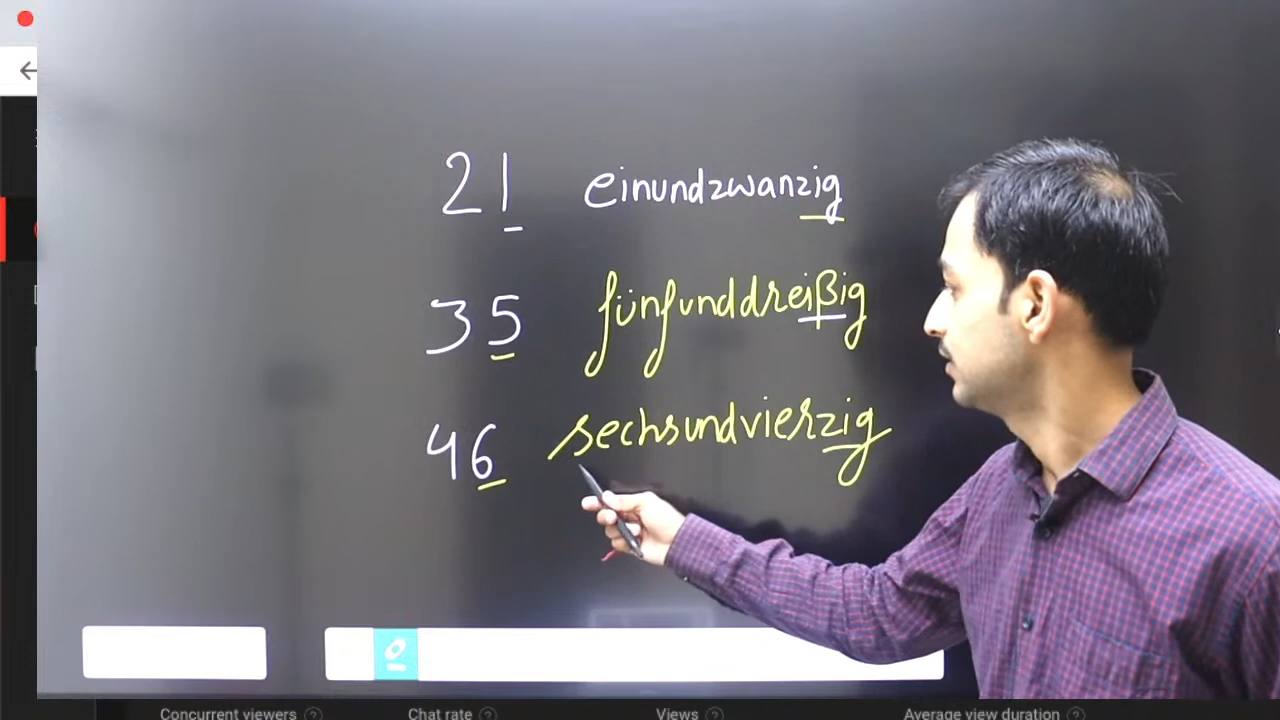 21 einundzwanzig
35 fünfunddreißig
46 sechsundvierzig
Concurrent viewers ? Chat rate ? Views ? Average view duration ?